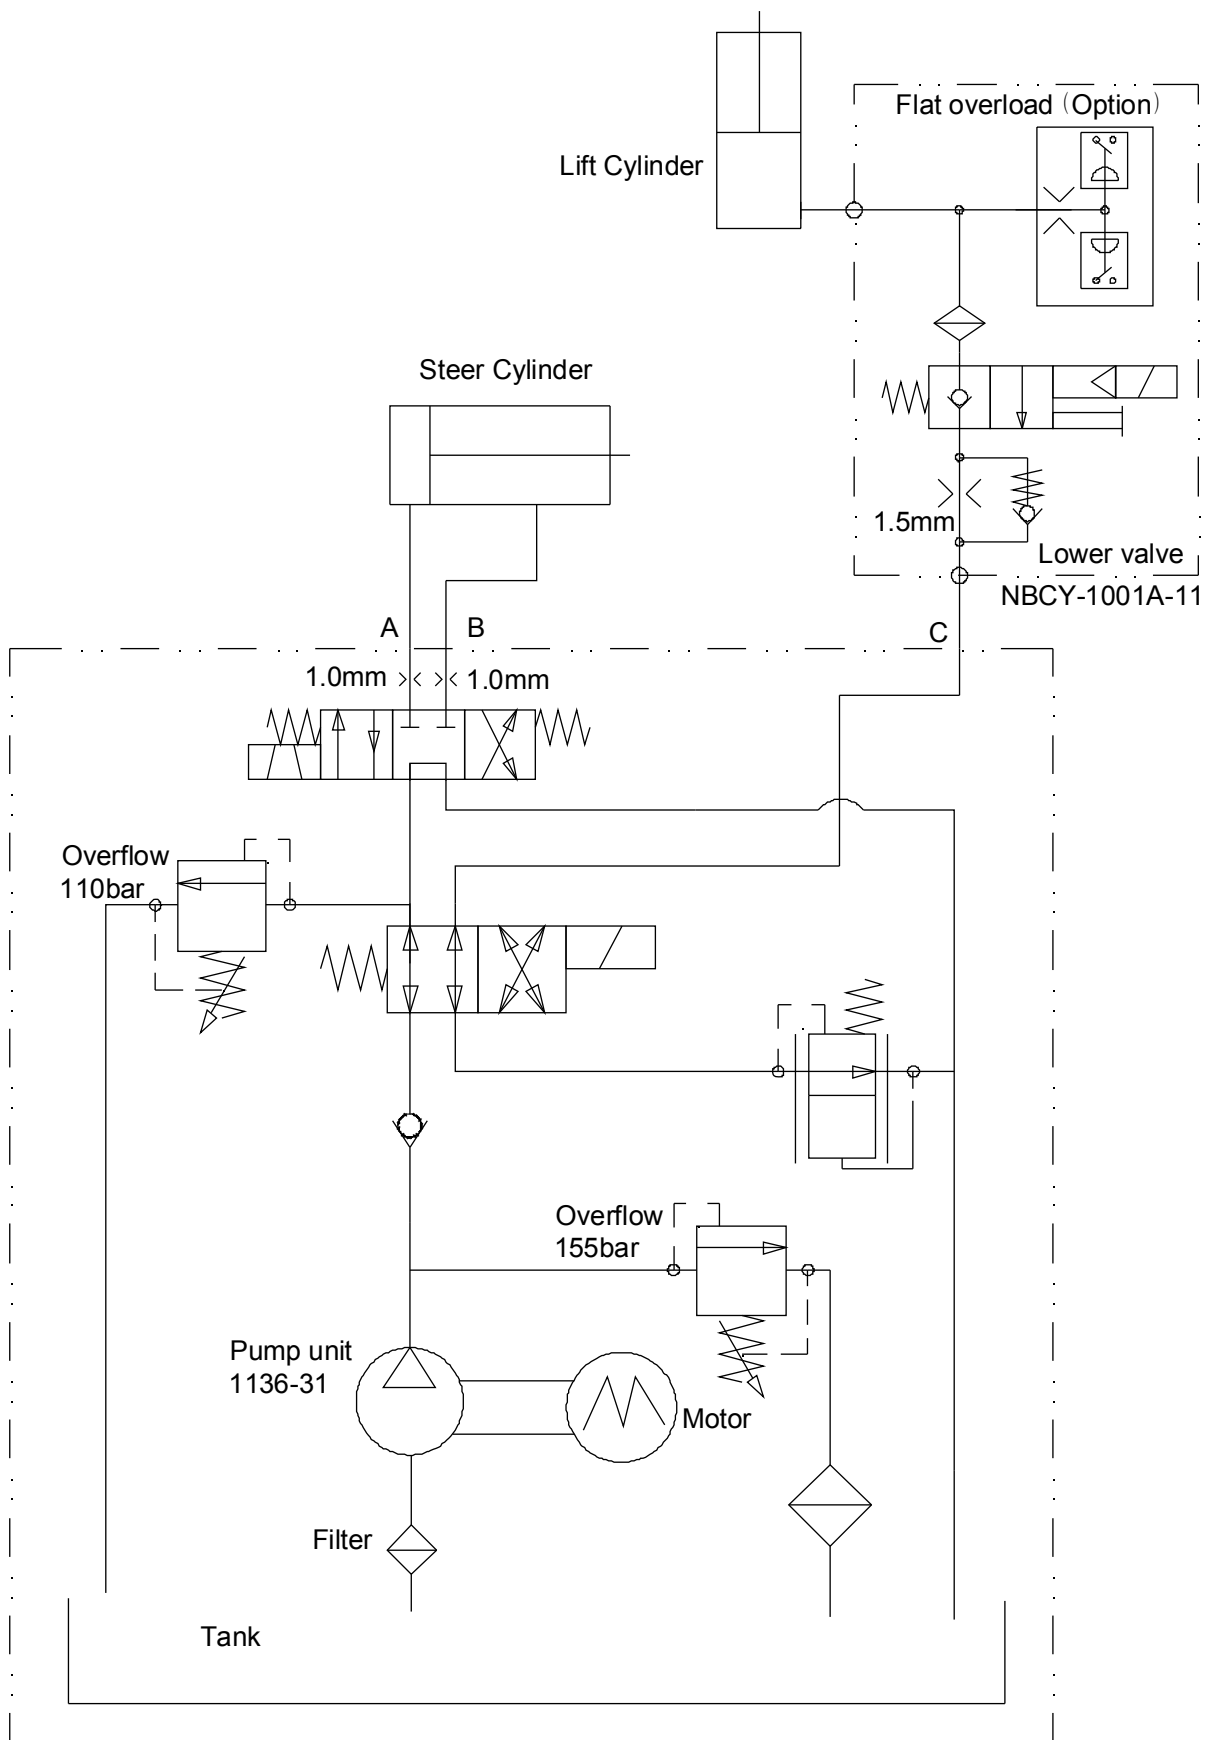 Flat overload（Option）
Lift Cylinder
Steer Cylinder
1.5mm
Lower valve
NBCY-1001A-11
A
B
C
1.0mm
1.0mm
Overflow
110bar
Overflow
155bar
Pump unit
1136-31
Motor
Filter
Tank